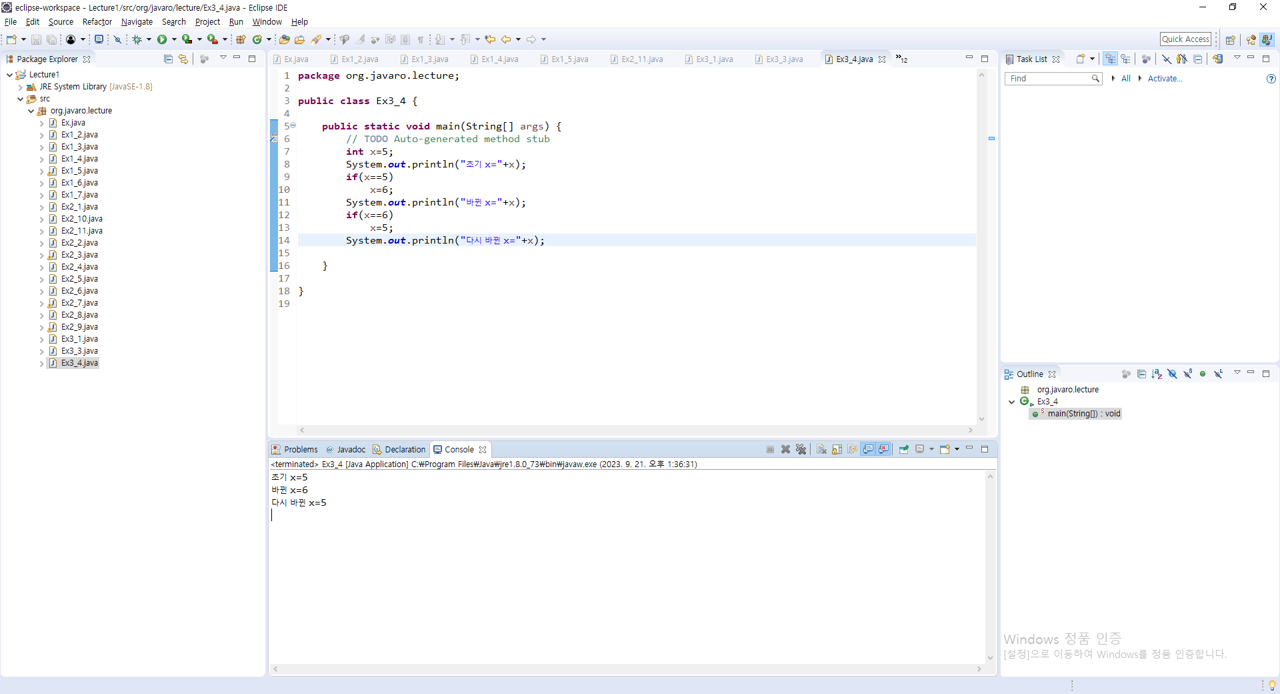 eclipse-workspace - Lecture1/src/org/javaro/lecture/Ex3_4.java - Eclipse IDE
File Edit Source Refactor Navigate Search Project Run Window Help
Quick Access
Package Explorer
Lecture1
JRE System Library [JavaSE-1.8]
src
org.javaro.lecture
Ex.java
Ex1_2.java
Ex1_3.java
Ex1_4.java
Ex1_5.java
Ex1_6.java
Ex1_7.java
Ex2_1.java
Ex2_10.java
Ex2_11.java
Ex2_2.java
Ex2_3.java
Ex2_4.java
Ex2_5.java
Ex2_6.java
Ex2_7.java
Ex2_8.java
Ex2_9.java
Ex3_1.java
Ex3_3.java
Ex3_4.java
Ex.java Ex1_2.java Ex1_3.java Ex1_4.java Ex1_5.java Ex2_11.java Ex3_1.java Ex3_3.java Ex3_4.java »12
1 package org.javaro.lecture;
2
3 public class Ex3_4 {
4
5 public static void main(String[] args) {
6 // TODO Auto-generated method stub
7 int x=5;
8 System.out.println("초기 x="+x);
9 if(x==5)
10 x=6;
11 System.out.println("바뀐 x="+x);
12 if(x==6)
13 x=5;
14 System.out.println("다시 바뀐 x="+x);
15
16 }
17
18 }
19
Problems Javadoc Declaration Console
<terminated> Ex3_4 [Java Application] C:₩Program Files₩Java₩jre1.8.0_73₩bin₩javaw.exe (2023. 9. 21. 오후 1:36:31)
초기 x=5
바뀐 x=6
다시 바뀐 x=5
Task List
Find All Activate...
Outline
org.javaro.lecture
Ex3_4
main(String[]) : void
Windows 정품 인증
[설정]으로 이동하여 Windows를 정품 인증합니다.